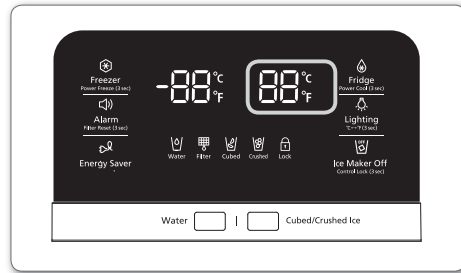 Freezer
Power Freeze (3 sec)
Alarm
Filter Reset (3 sec)
Energy Saver
-88 °C °F
88 °C °F
Fridge
Power Cool (3 sec)
Lighting
°C↔°F (3 sec)
OFF
Ice Maker Off
Control Lock (3 sec)
Water Filter Cubed Crushed Lock
Water | Cubed/Crushed Ice